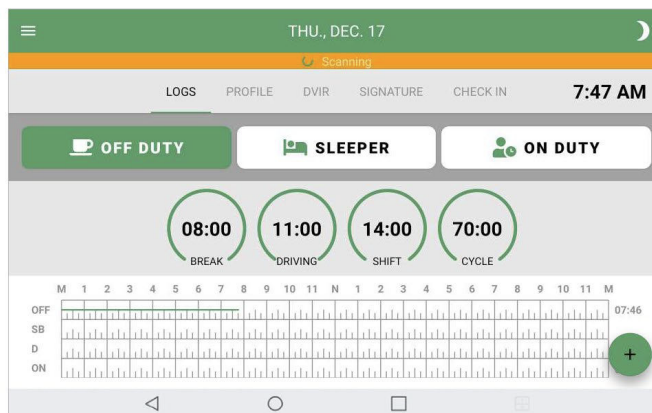 THU., DEC. 17
Scanning
LOGS PROFILE DVIR SIGNATURE CHECK IN 7:47 AM
OFF DUTY SLEEPER ON DUTY
08:00 11:00 14:00 70:00
BREAK DRIVING SHIFT CYCLE
M 1 2 3 4 5 6 7 8 9 10 11 N 1 2 3 4 5 6 7 8 9 10 11 M
OFF 07:46
SB
D
ON
+